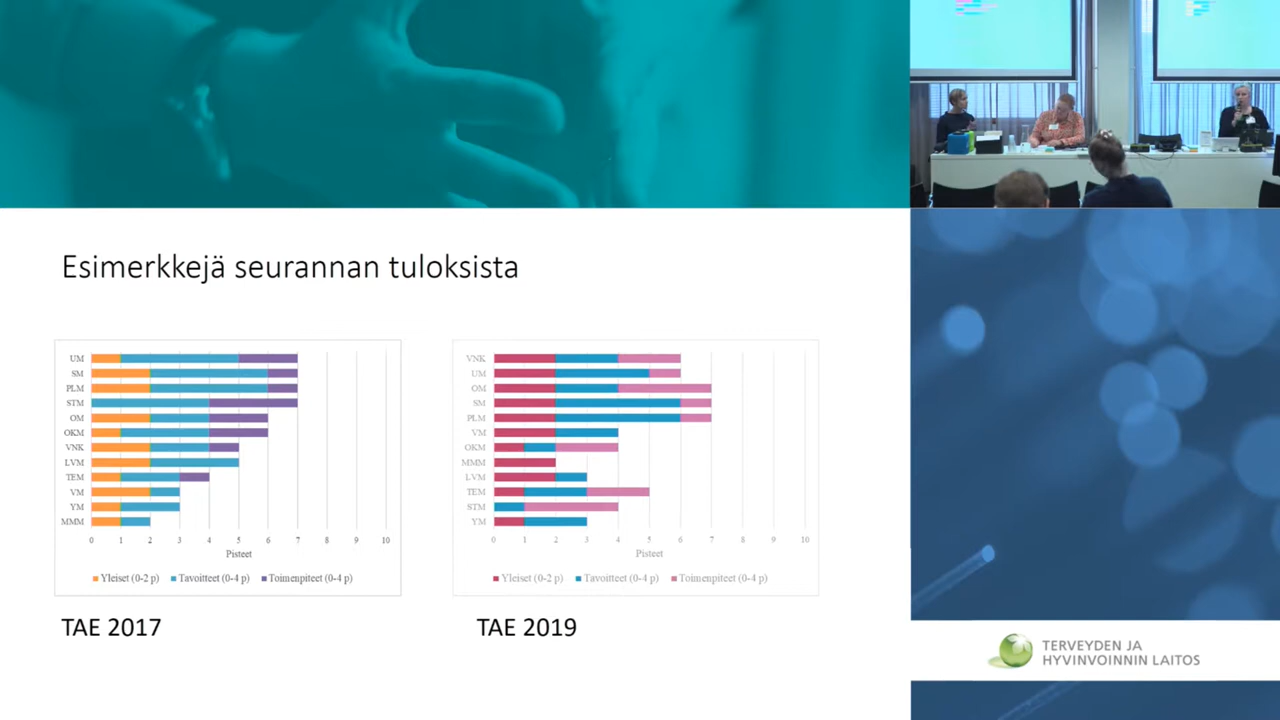 Esimerkkejä seurannan tuloksista
UM
SM
PLM
STM
OM
OKM
VNK
LVM
TEM
VM
YM
MMM
0 1 2 3 4 5 6 7 8 9 10
Pisteet
Yleiset (0-2 p) Tavoitteet (0-4 p) Toimenpiteet (0-4 p)
TAE 2017
VNK
UM
OM
SM
PLM
VM
OKM
MMM
LVM
TEM
STM
YM
0 1 2 3 4 5 6 7 8 9 10
Pisteet
Yleiset (0-2 p) Tavoitteet (0-4 p) Toimenpiteet (0-4 p)
TAE 2019
TERVEYDEN JA
HYVINVOINNIN LAITOS